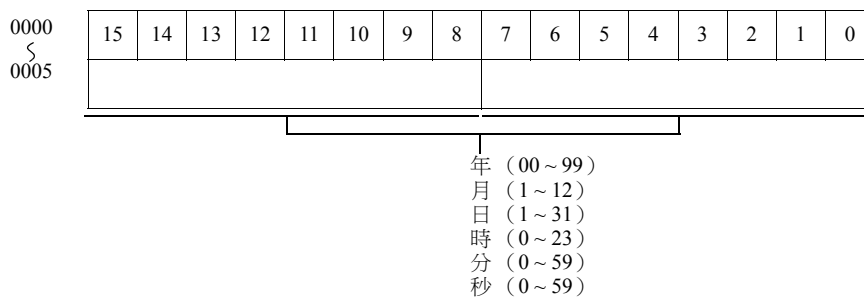 0000
15 14 13 12 11 10 9 8 7 6 5 4 3 2 1 0
～
0005
年（00 ~ 99）
月（1 ~ 12）
日（1 ~ 31）
時（0 ~ 23）
分（0 ~ 59）
秒（0 ~ 59）